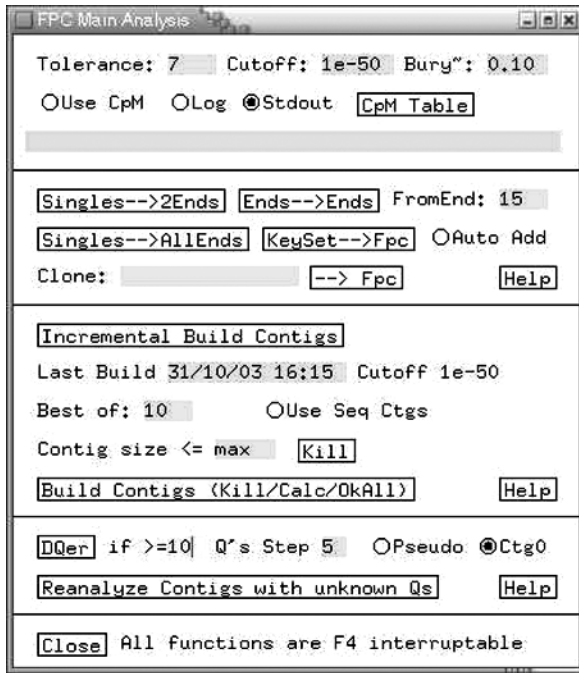 FPC Main Analysis
Tolerance: 7 Cutoff: 1e-50 Bury~: 0.10
Use CpM Log Stdout CpM Table
Singles-->2Ends Ends-->Ends FromEnd: 15
Singles-->AllEnds KeySet-->Fpc Auto Add
Clone: --> Fpc Help
Incremental Build Contigs
Last Build 31/10/03 16:15 Cutoff 1e-50
Best of: 10 Use Seq Ctgs
Contig size <= max Kill
Build Contigs (Kill/Calc/OkAll) Help
DQer if >=10 Q's Step 5 Pseudo Ctg0
Reanalyze Contigs with unknown Qs Help
Close All functions are F4 interruptable